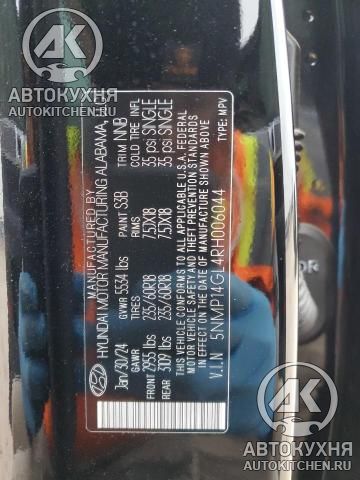 АВТОКУХНЯ
AUTOKITCHEN.RU
MANUFACTURED BY
HYUNDAI MOTOR MANUFACTURING ALABAMA,
Jan/30/24 GVWR 5534 lbs PAINT S3B TRIM NNB
GAWR TIRES RIMS COLD TIRE INFL
FRONT 2955 lbs 235/60R18 7.5JX18 35 psi SINGLE
REAR 3109 lbs 235/60R18 7.5JX18 35 psi SINGLE
THIS VEHICLE CONFORMS TO ALL APPLICABLE U.S.A. FEDERAL
MOTOR VEHICLE SAFETY AND THEFT PREVENTION STANDARDS
IN EFFECT ON THE DATE OF MANUFACTURE SHOWN ABOVE
V.I.N 5NMP14GL4RH006044 TYPE: MPV
АВТОКУХНЯ
AUTOKITCHEN.RU